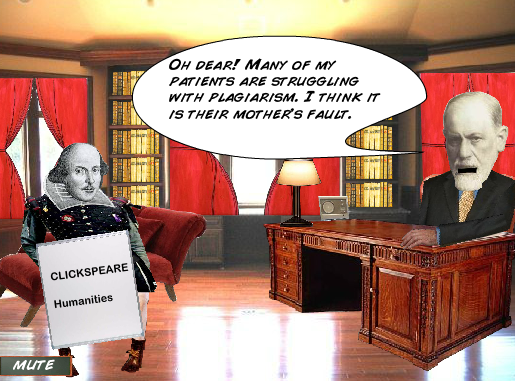 Oh dear! Many of my
patients are struggling
with plagiarism. I think it
is their mother's fault.
CLICKSPEARE
Humanities
MUTE